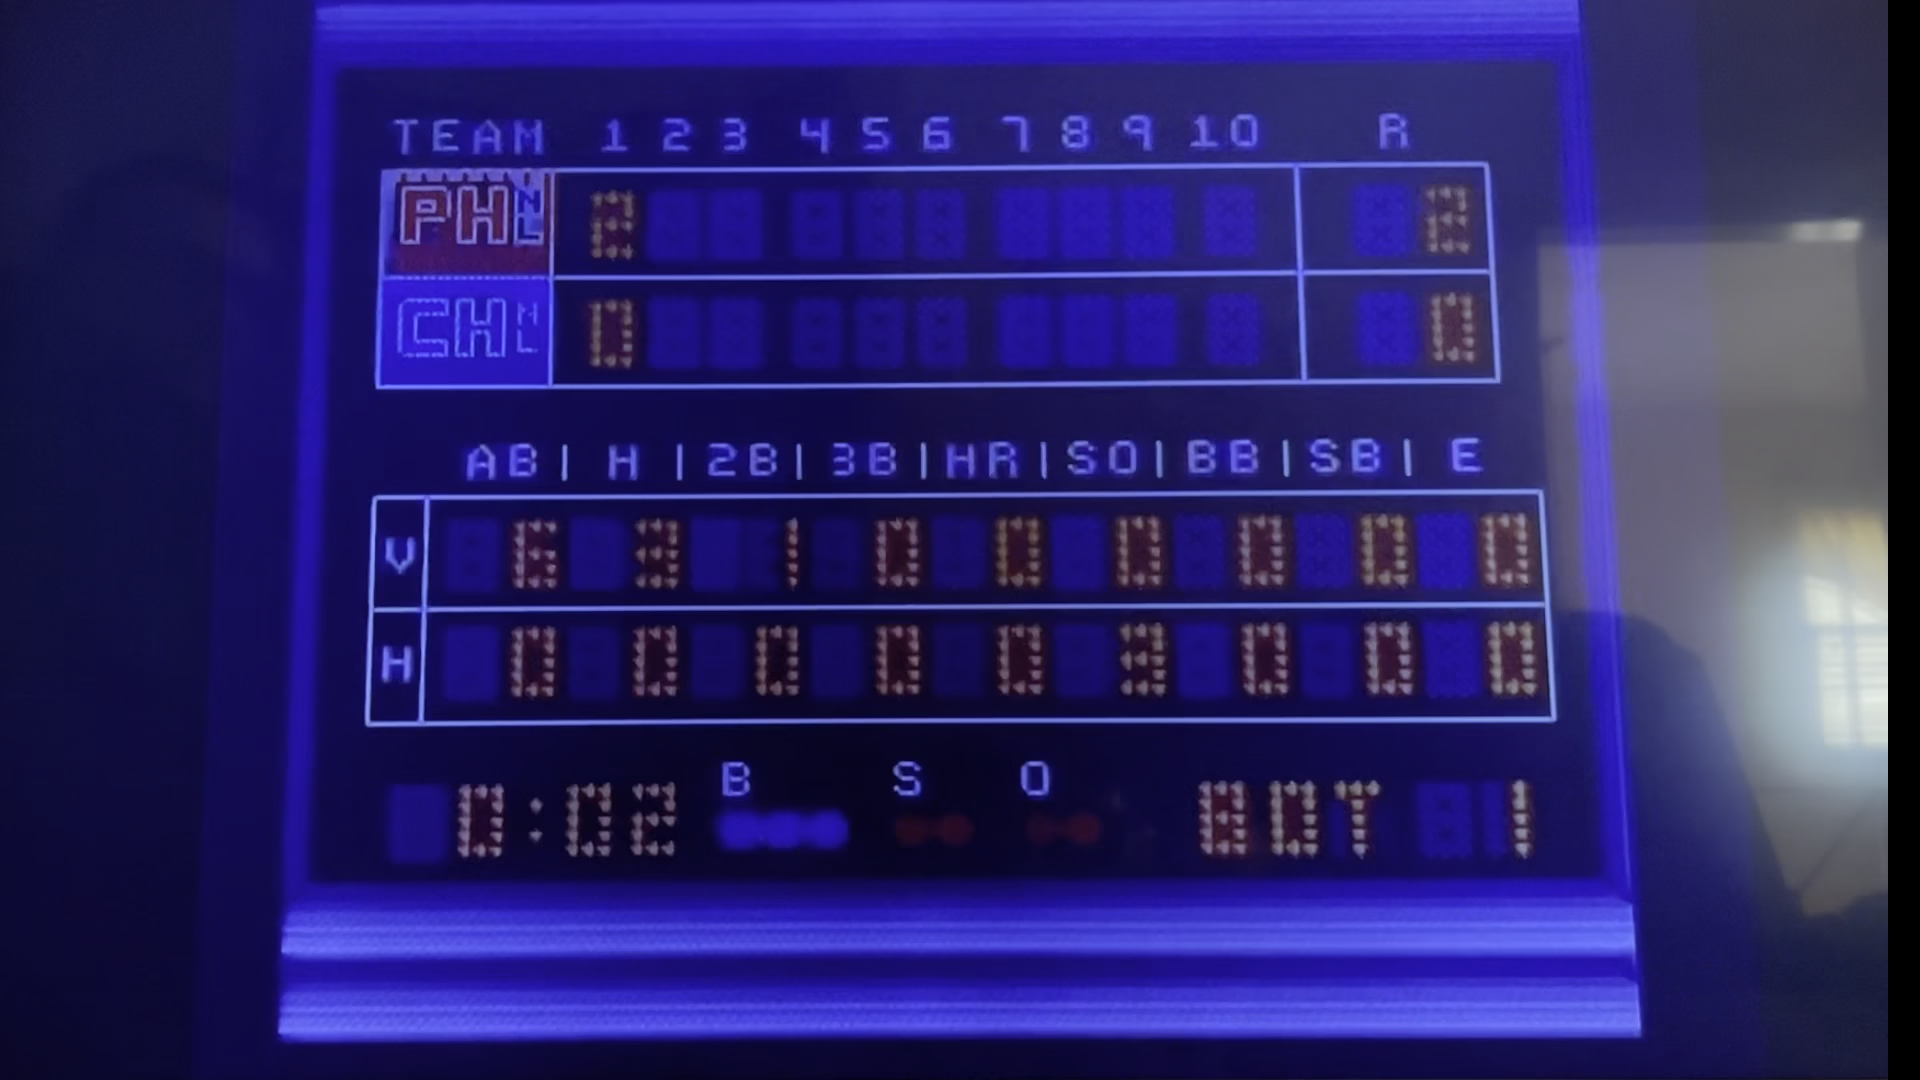 TEAM 1 2 3 4 5 6 7 8 9 10 R
PH NL 2 2
CH NL 0 0
AB| H |2B|3B|HR|SO|BB|SB| E
V 6 3 1 0 0 0 0 0 0
H 0 0 0 0 0 3 0 0 0
B S O
0:02 BOT 1